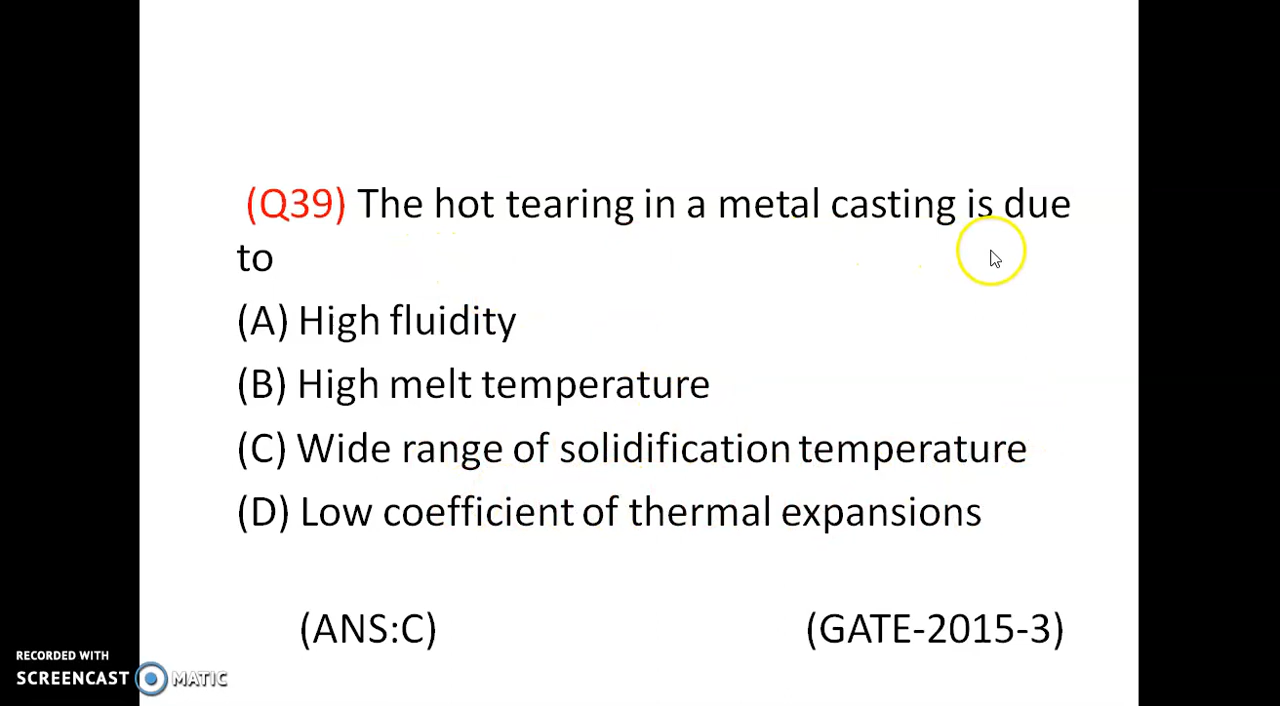 (Q39) The hot tearing in a metal casting is due
to
(A) High fluidity
(B) High melt temperature
(C) Wide range of solidification temperature
(D) Low coefficient of thermal expansions
(ANS:C) (GATE-2015-3)
RECORDED WITH
SCREENCAST MATIC